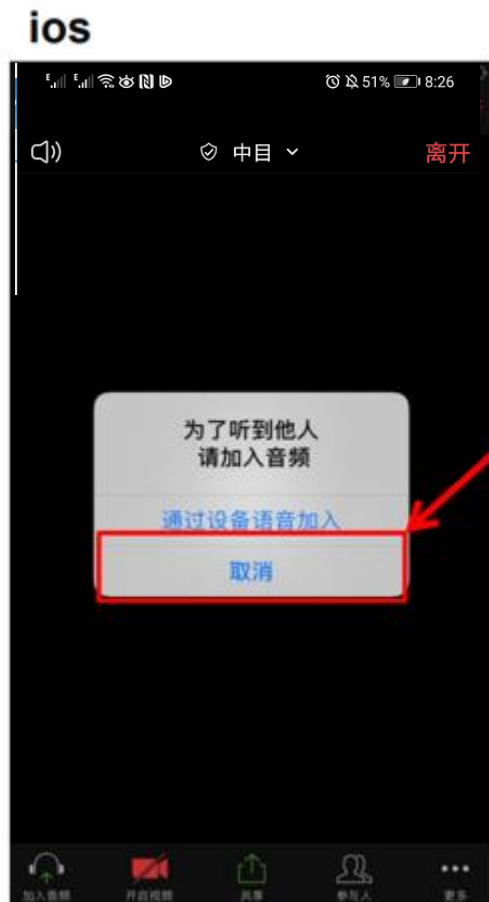 ios
51% 8:26
中目
离开
为了听到他人
请加入音频
通过设备语音加入
取消
加入音频
开启视频
共享
参与人
更多